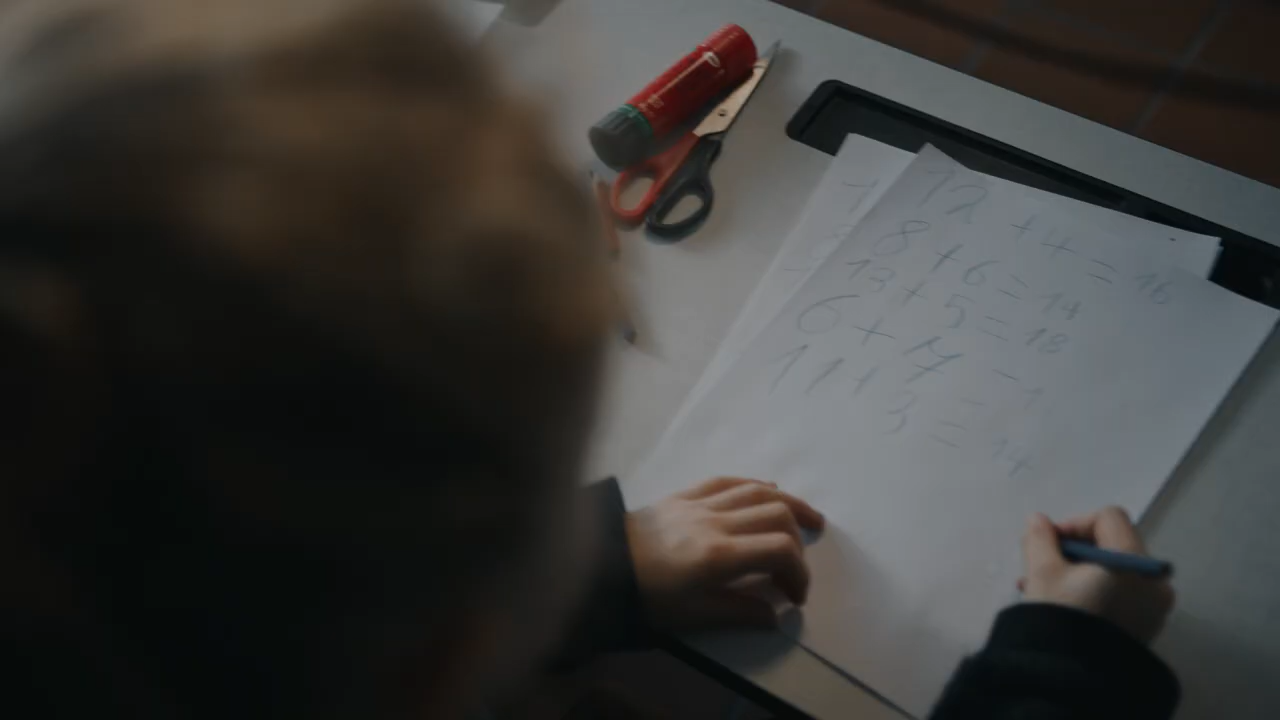 12 + 4 = 16
8 + 6 = 14
13 + 5 = 18
6 + 7 =
11 + 3 = 14